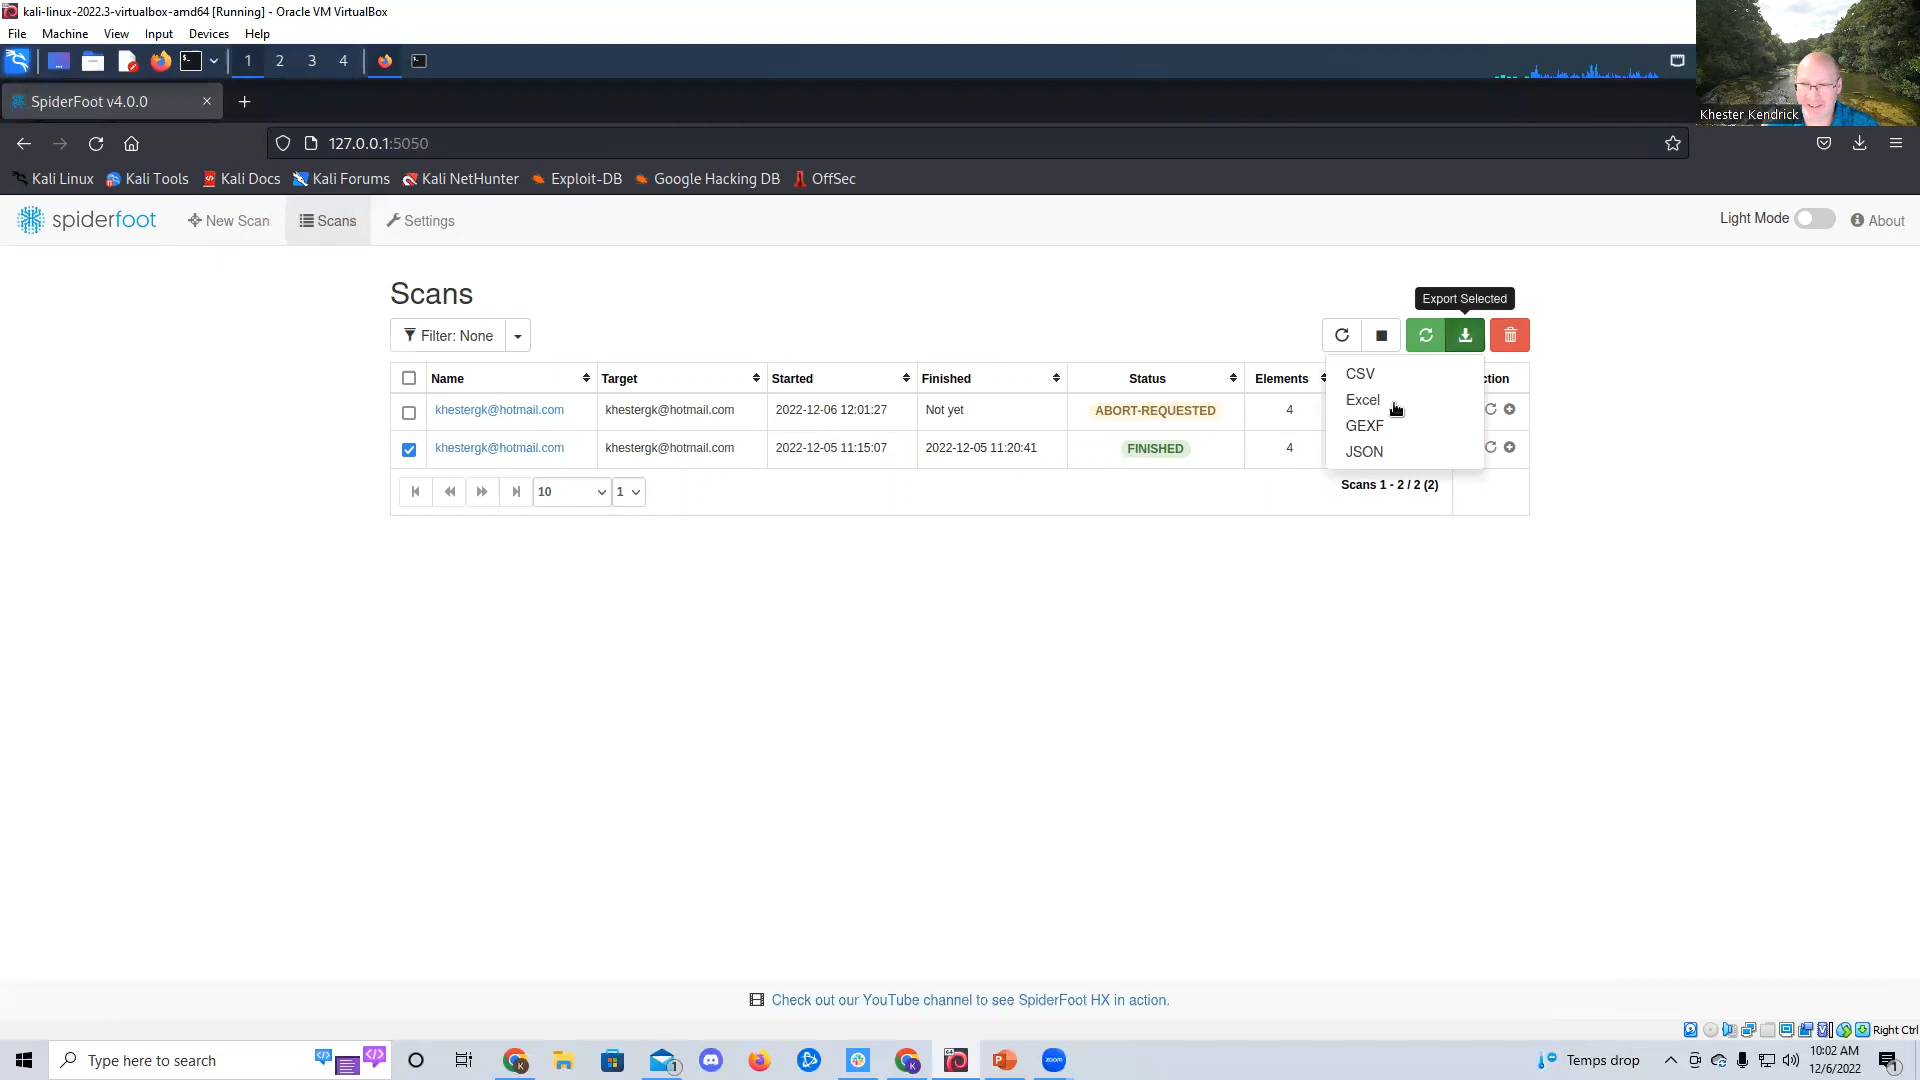 kali-linux-2022.3-virtualbox-amd64 [Running] - Oracle VM VirtualBox
File Machine View Input Devices Help
1 2 3 4
Khester Kendrick
SpiderFoot v4.0.0
127.0.0.1:5050
Kali Linux Kali Tools Kali Docs Kali Forums Kali NetHunter Exploit-DB Google Hacking DB OffSec
spiderfoot New Scan Scans Settings Light Mode About
Scans
Export Selected
Filter: None
Name Target Started Finished Status Elements ction
khestergk@hotmail.com khestergk@hotmail.com 2022-12-06 12:01:27 Not yet ABORT-REQUESTED 4
khestergk@hotmail.com khestergk@hotmail.com 2022-12-05 11:15:07 2022-12-05 11:20:41 FINISHED 4
CSV
Excel
GEXF
JSON
10 1 Scans 1 - 2 / 2 (2)
Check out our YouTube channel to see SpiderFoot HX in action.
Right Ctrl
Type here to search
Temps drop
10:02 AM
12/6/2022